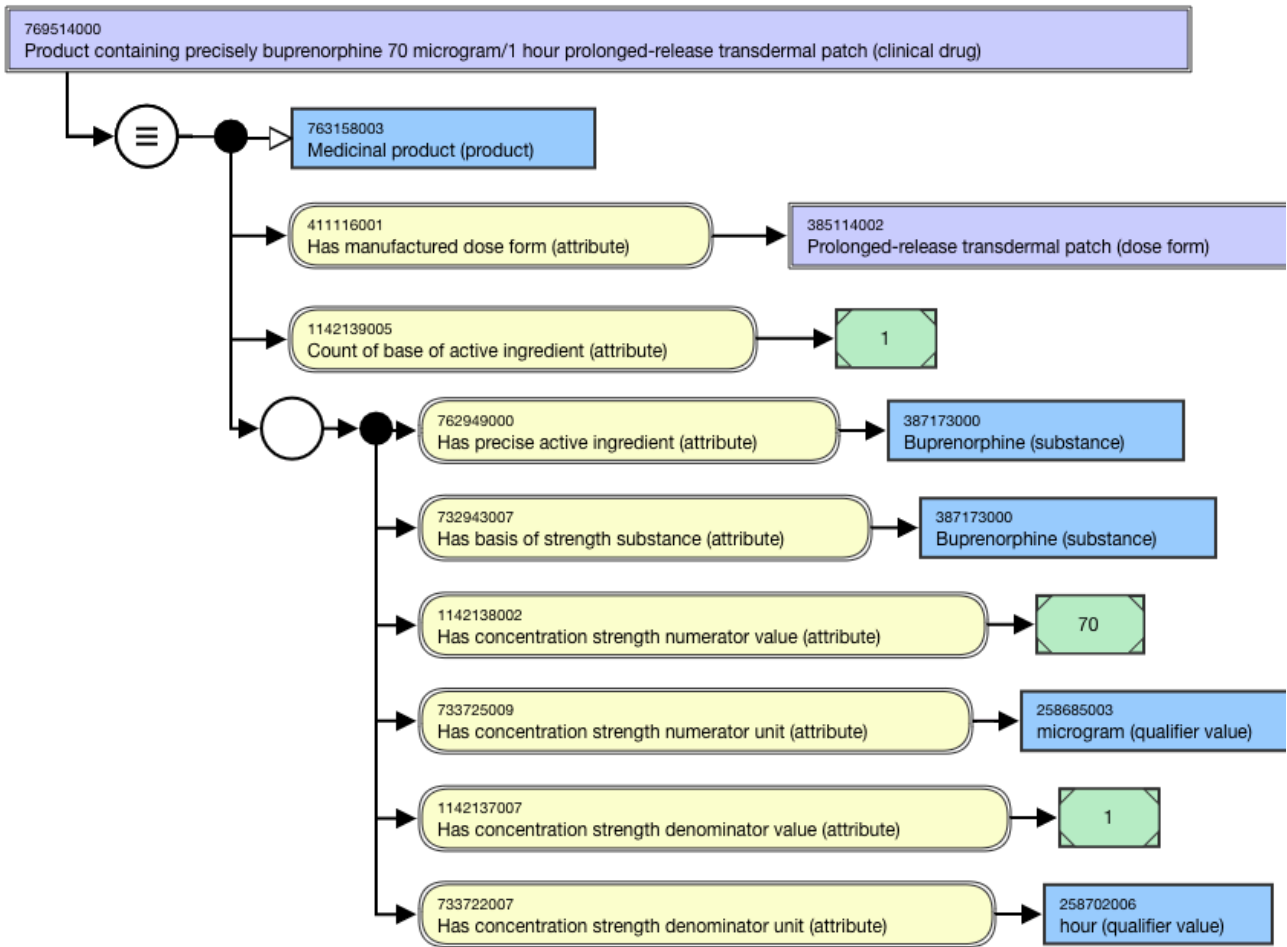 769514000
Product containing precisely buprenorphine 70 microgram/1 hour prolonged-release transdermal patch (clinical drug)
763158003
Medicinal product (product)
411116001
Has manufactured dose form (attribute)
385114002
Prolonged-release transdermal patch (dose form)
1142139005
Count of base of active ingredient (attribute)
1
762949000
Has precise active ingredient (attribute)
387173000
Buprenorphine (substance)
732943007
Has basis of strength substance (attribute)
387173000
Buprenorphine (substance)
1142138002
Has concentration strength numerator value (attribute)
70
733725009
Has concentration strength numerator unit (attribute)
258685003
microgram (qualifier value)
1142137007
Has concentration strength denominator value (attribute)
1
733722007
Has concentration strength denominator unit (attribute)
258702006
hour (qualifier value)